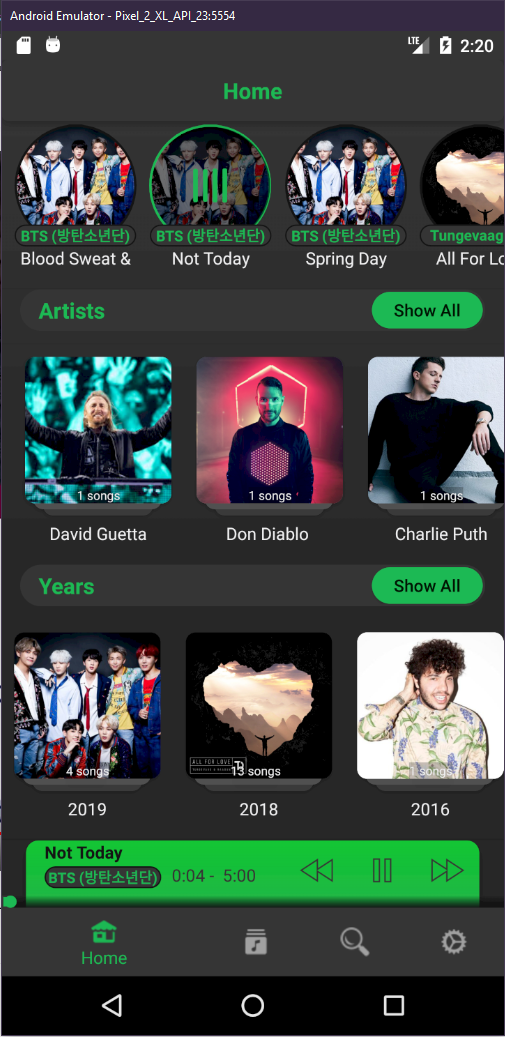 Android Emulator - Pixel_2_XL_API_23:5554
LTE 2:20
Home
BTS (방탄소년단) BTS (방탄소년단) BTS (방탄소년단) Tungevaag
Blood Sweat & Not Today Spring Day All For Lo
Artists Show All
1 songs 1 songs 1 songs
David Guetta Don Diablo Charlie Puth
Years Show All
ALL FOR LOVE
4 songs 13 songs 1 songs
2019 2018 2016
Not Today
BTS (방탄소년단) 0:04 - 5:00
Home